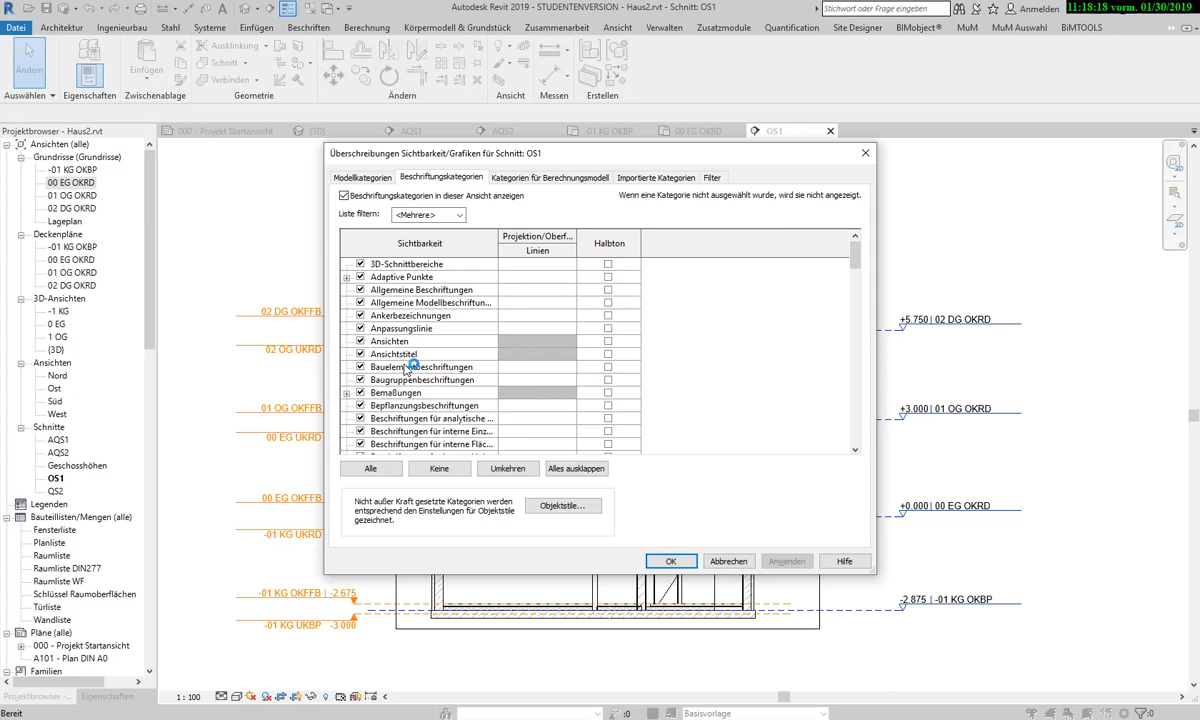 Autodesk Revit 2019 - STUDENTENVERSION - Haus2.rvt - Schnitt: OS1
Stichwort oder Frage eingeben
Anmelden
11:18:18 vorm. 01/30/2019
Datei Architektur Ingenieurbau Stahl Systeme Einfügen Beschriften Berechnung Körpermodell & Grundstück Zusammenarbeit Ansicht Verwalten Zusatzmodule Quantification Site Designer BIMobject® MuM MuM Auswahl BiMTOOLS
Ändern
Einfügen
Ausklinkung
Schnitt
Verbinden
Auswählen Eigenschaften Zwischenablage Geometrie Ändern Ansicht Messen Erstellen
Projektbrowser - Haus2.rvt
000 - Projekt Startansicht {3D} AQS1 AQS2 -01 KG OKBP 00 EG OKRD OS1
Ansichten (alle)
Grundrisse (Grundrisse)
-01 KG OKBP
00 EG OKRD
01 OG OKRD
02 DG OKRD
Lageplan
Deckenpläne
-01 KG OKBP
00 EG OKRD
01 OG OKRD
02 DG OKRD
3D-Ansichten
-1 KG
0 EG
1 OG
{3D}
Ansichten
Nord
Ost
Süd
West
Schnitte
AQS1
AQS2
Geschosshöhen
OS1
QS2
Legenden
Bauteillisten/Mengen (alle)
Fensterliste
Planliste
Raumliste
Raumliste DIN277
Raumliste WF
Schlüssel Raumoberflächen
Türliste
Wandliste
Pläne (alle)
000 - Projekt Startansicht
A101 - Plan DIN A0
Familien
Projektbrowser -... Eigenschaften
02 DG OKFFB
02 OG UKRD
01 OG OKFFB
00 EG UKRD
00 EG OKFFB
-01 KG UKRD
-01 KG OKFFB | -2.675
-01 KG UKBP -3.000
Überschreibungen Sichtbarkeit/Grafiken für Schnitt: OS1
Modellkategorien Beschriftungskategorien Kategorien für Berechnungsmodell Importierte Kategorien Filter
Beschriftungskategorien in dieser Ansicht anzeigen
Wenn eine Kategorie nicht ausgewählt wurde, wird sie nicht angezeigt.
Liste filtern: <Mehrere>
Sichtbarkeit
Projektion/Oberf...
Linien
Halbton
3D-Schnittbereiche
Adaptive Punkte
Allgemeine Beschriftungen
Allgemeine Modellbeschriftun...
Ankerbezeichnungen
Anpassungslinie
Ansichten
Ansichtstitel
Baugruppenbeschriftungen
Bemaßungen
Bepflanzungsbeschriftungen
Beschriftungen für analytische ...
Beschriftungen für interne Einz...
Beschriftungen für interne Fläc...
Alle Keine Umkehren Alles ausklappen
Nicht außer Kraft gesetzte Kategorien werden
entsprechend den Einstellungen für Objektstile
gezeichnet.
Objektstile...
OK Abbrechen Anwenden Hilfe
+5.750 | 02 DG OKRD
+3.000 | 01 OG OKRD
+0.000 | 00 EG OKRD
-2.875 | -01 KG OKBP
1 : 100
Bereit
:0
Basisvorlage
:0